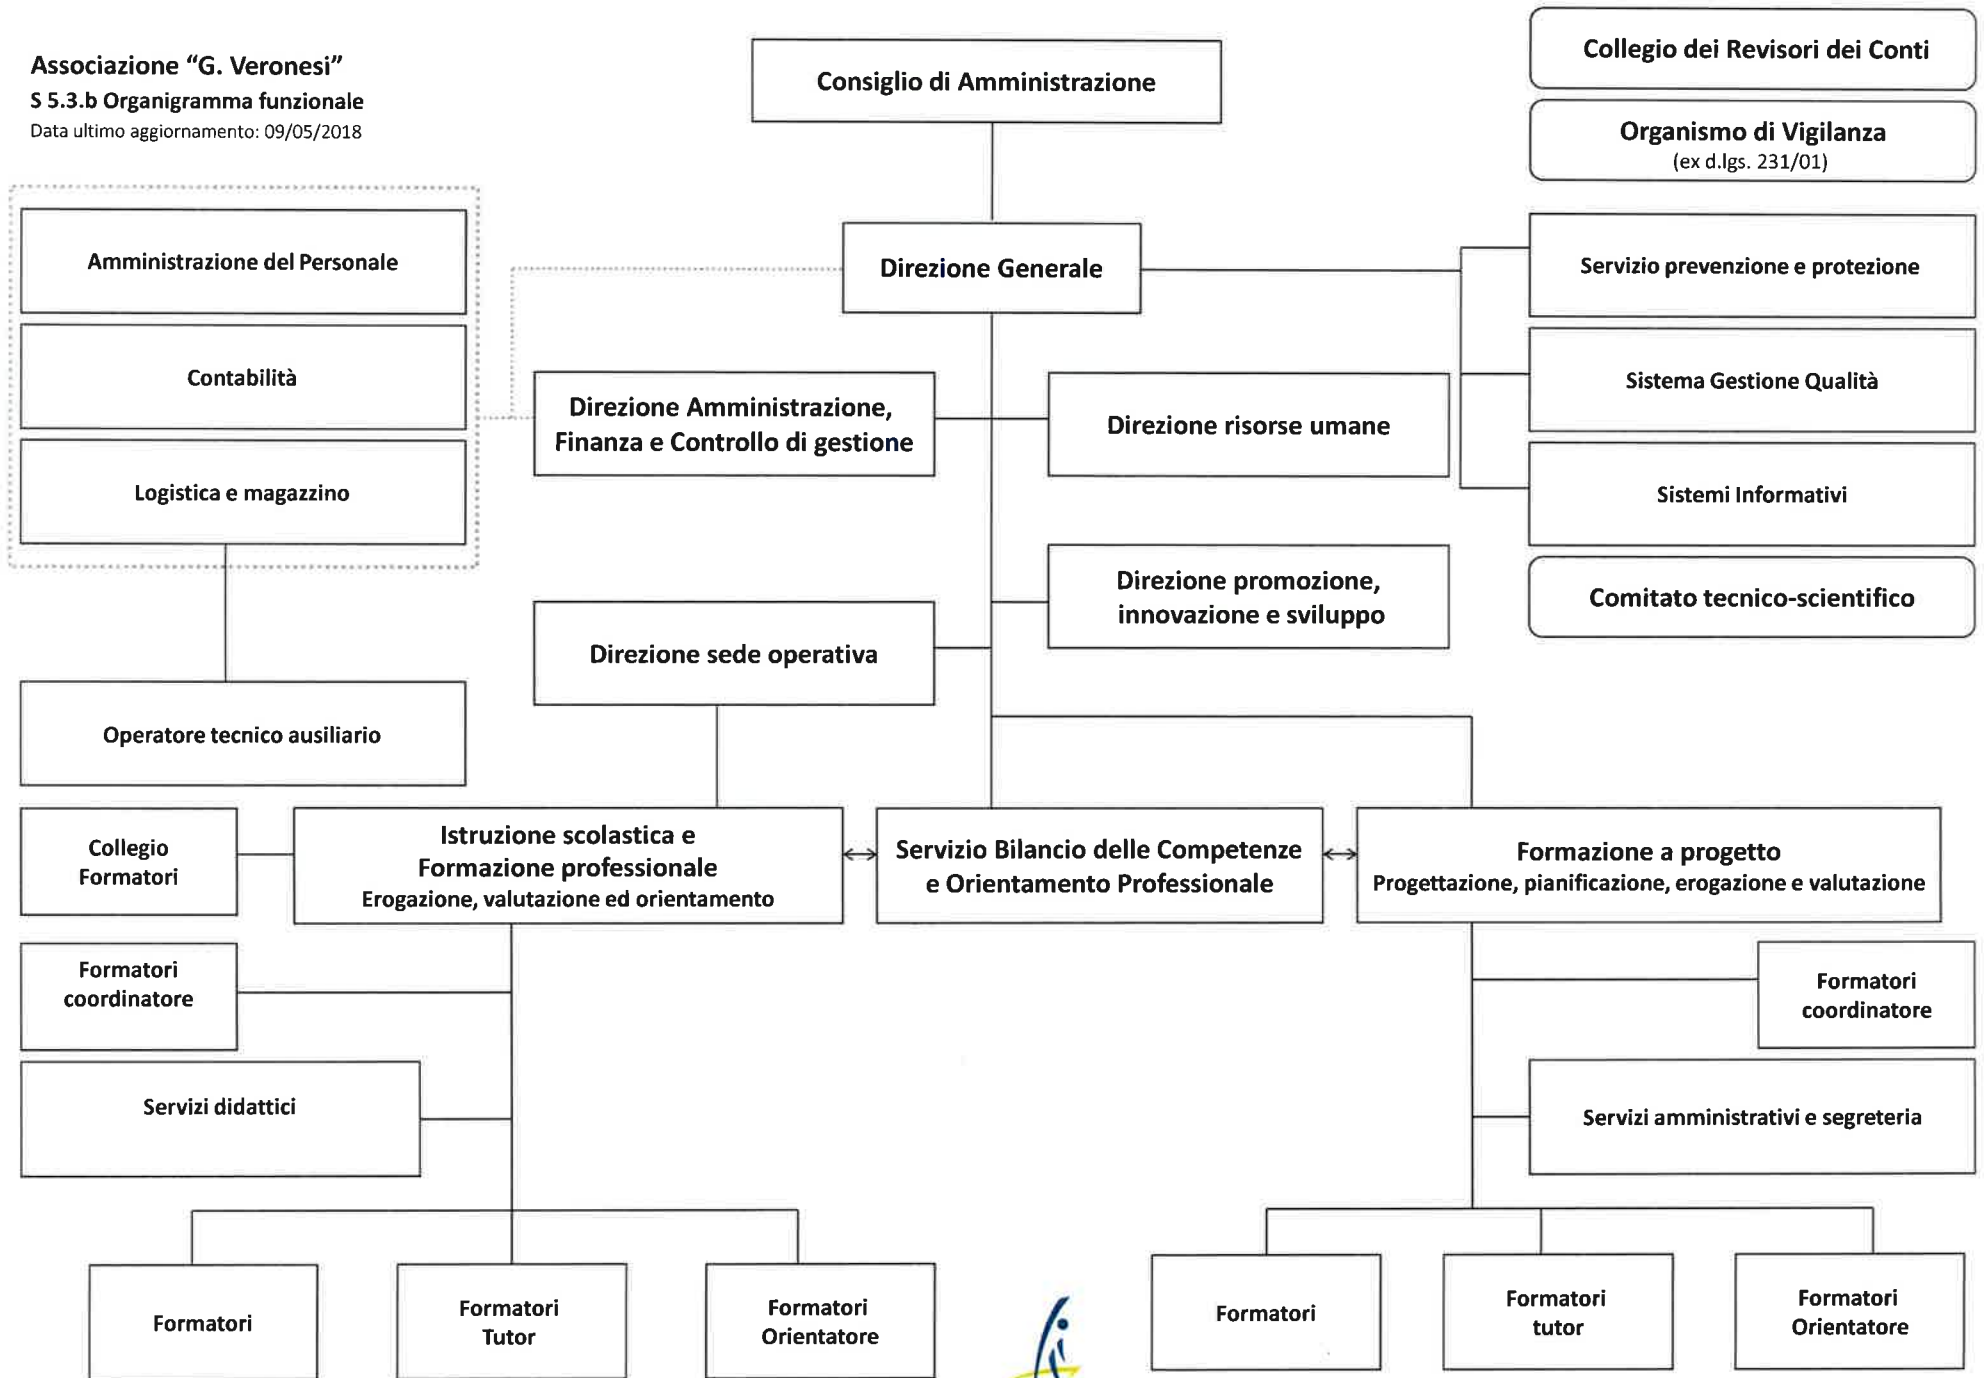 Associazione “G. Veronesi”
S 5.3.b Organigramma funzionale
Data ultimo aggiornamento: 09/05/2018
Consiglio di Amministrazione
Collegio dei Revisori dei Conti
Organismo di Vigilanza
(ex d.lgs. 231/01)
Amministrazione del Personale
Contabilità
Logistica e magazzino
Direzione Generale
Servizio prevenzione e protezione
Sistema Gestione Qualità
Sistemi Informativi
Direzione Amministrazione,
Finanza e Controllo di gestione
Direzione risorse umane
Direzione promozione,
innovazione e sviluppo
Comitato tecnico-scientifico
Direzione sede operativa
Operatore tecnico ausiliario
Collegio
Formatori
Istruzione scolastica e
Formazione professionale
Erogazione, valutazione ed orientamento
Servizio Bilancio delle Competenze
e Orientamento Professionale
Formazione a progetto
Progettazione, pianificazione, erogazione e valutazione
Formatori
coordinatore
Formatori
coordinatore
Servizi didattici
Servizi amministrativi e segreteria
Formatori
Formatori
Tutor
Formatori
Orientatore
Formatori
Formatori
tutor
Formatori
Orientatore